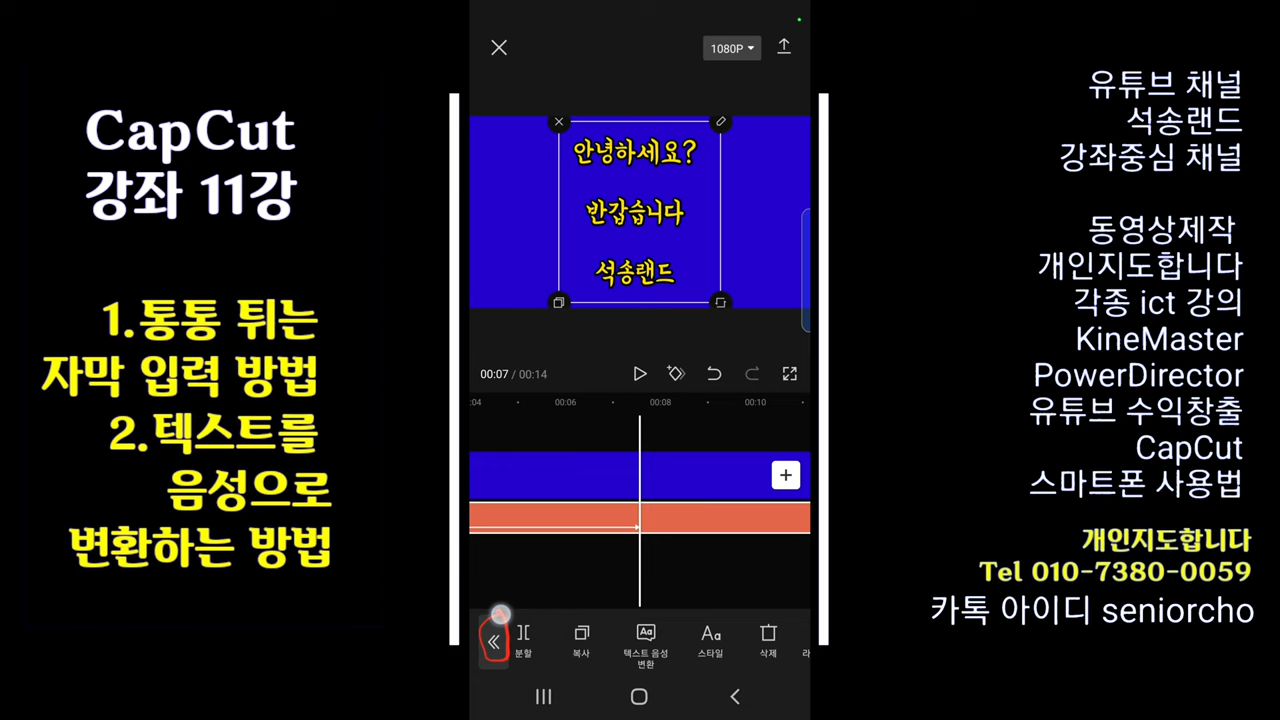 CapCut
강좌 11강
1.통통 튀는
자막 입력 방법
2.텍스트를
음성으로
변환하는 방법
1080P
안녕하세요?
반갑습니다
석송랜드
00:07 / 00:14
:04
00:06
00:08
00:10
분할
복사
텍스트 음성
변환
스타일
삭제
유튜브 채널
석송랜드
강좌중심 채널
동영상제작
개인지도합니다
각종 ict 강의
KineMaster
PowerDirector
유튜브 수익창출
CapCut
스마트폰 사용법
개인지도합니다
Tel 010-7380-0059
카톡 아이디 seniorcho